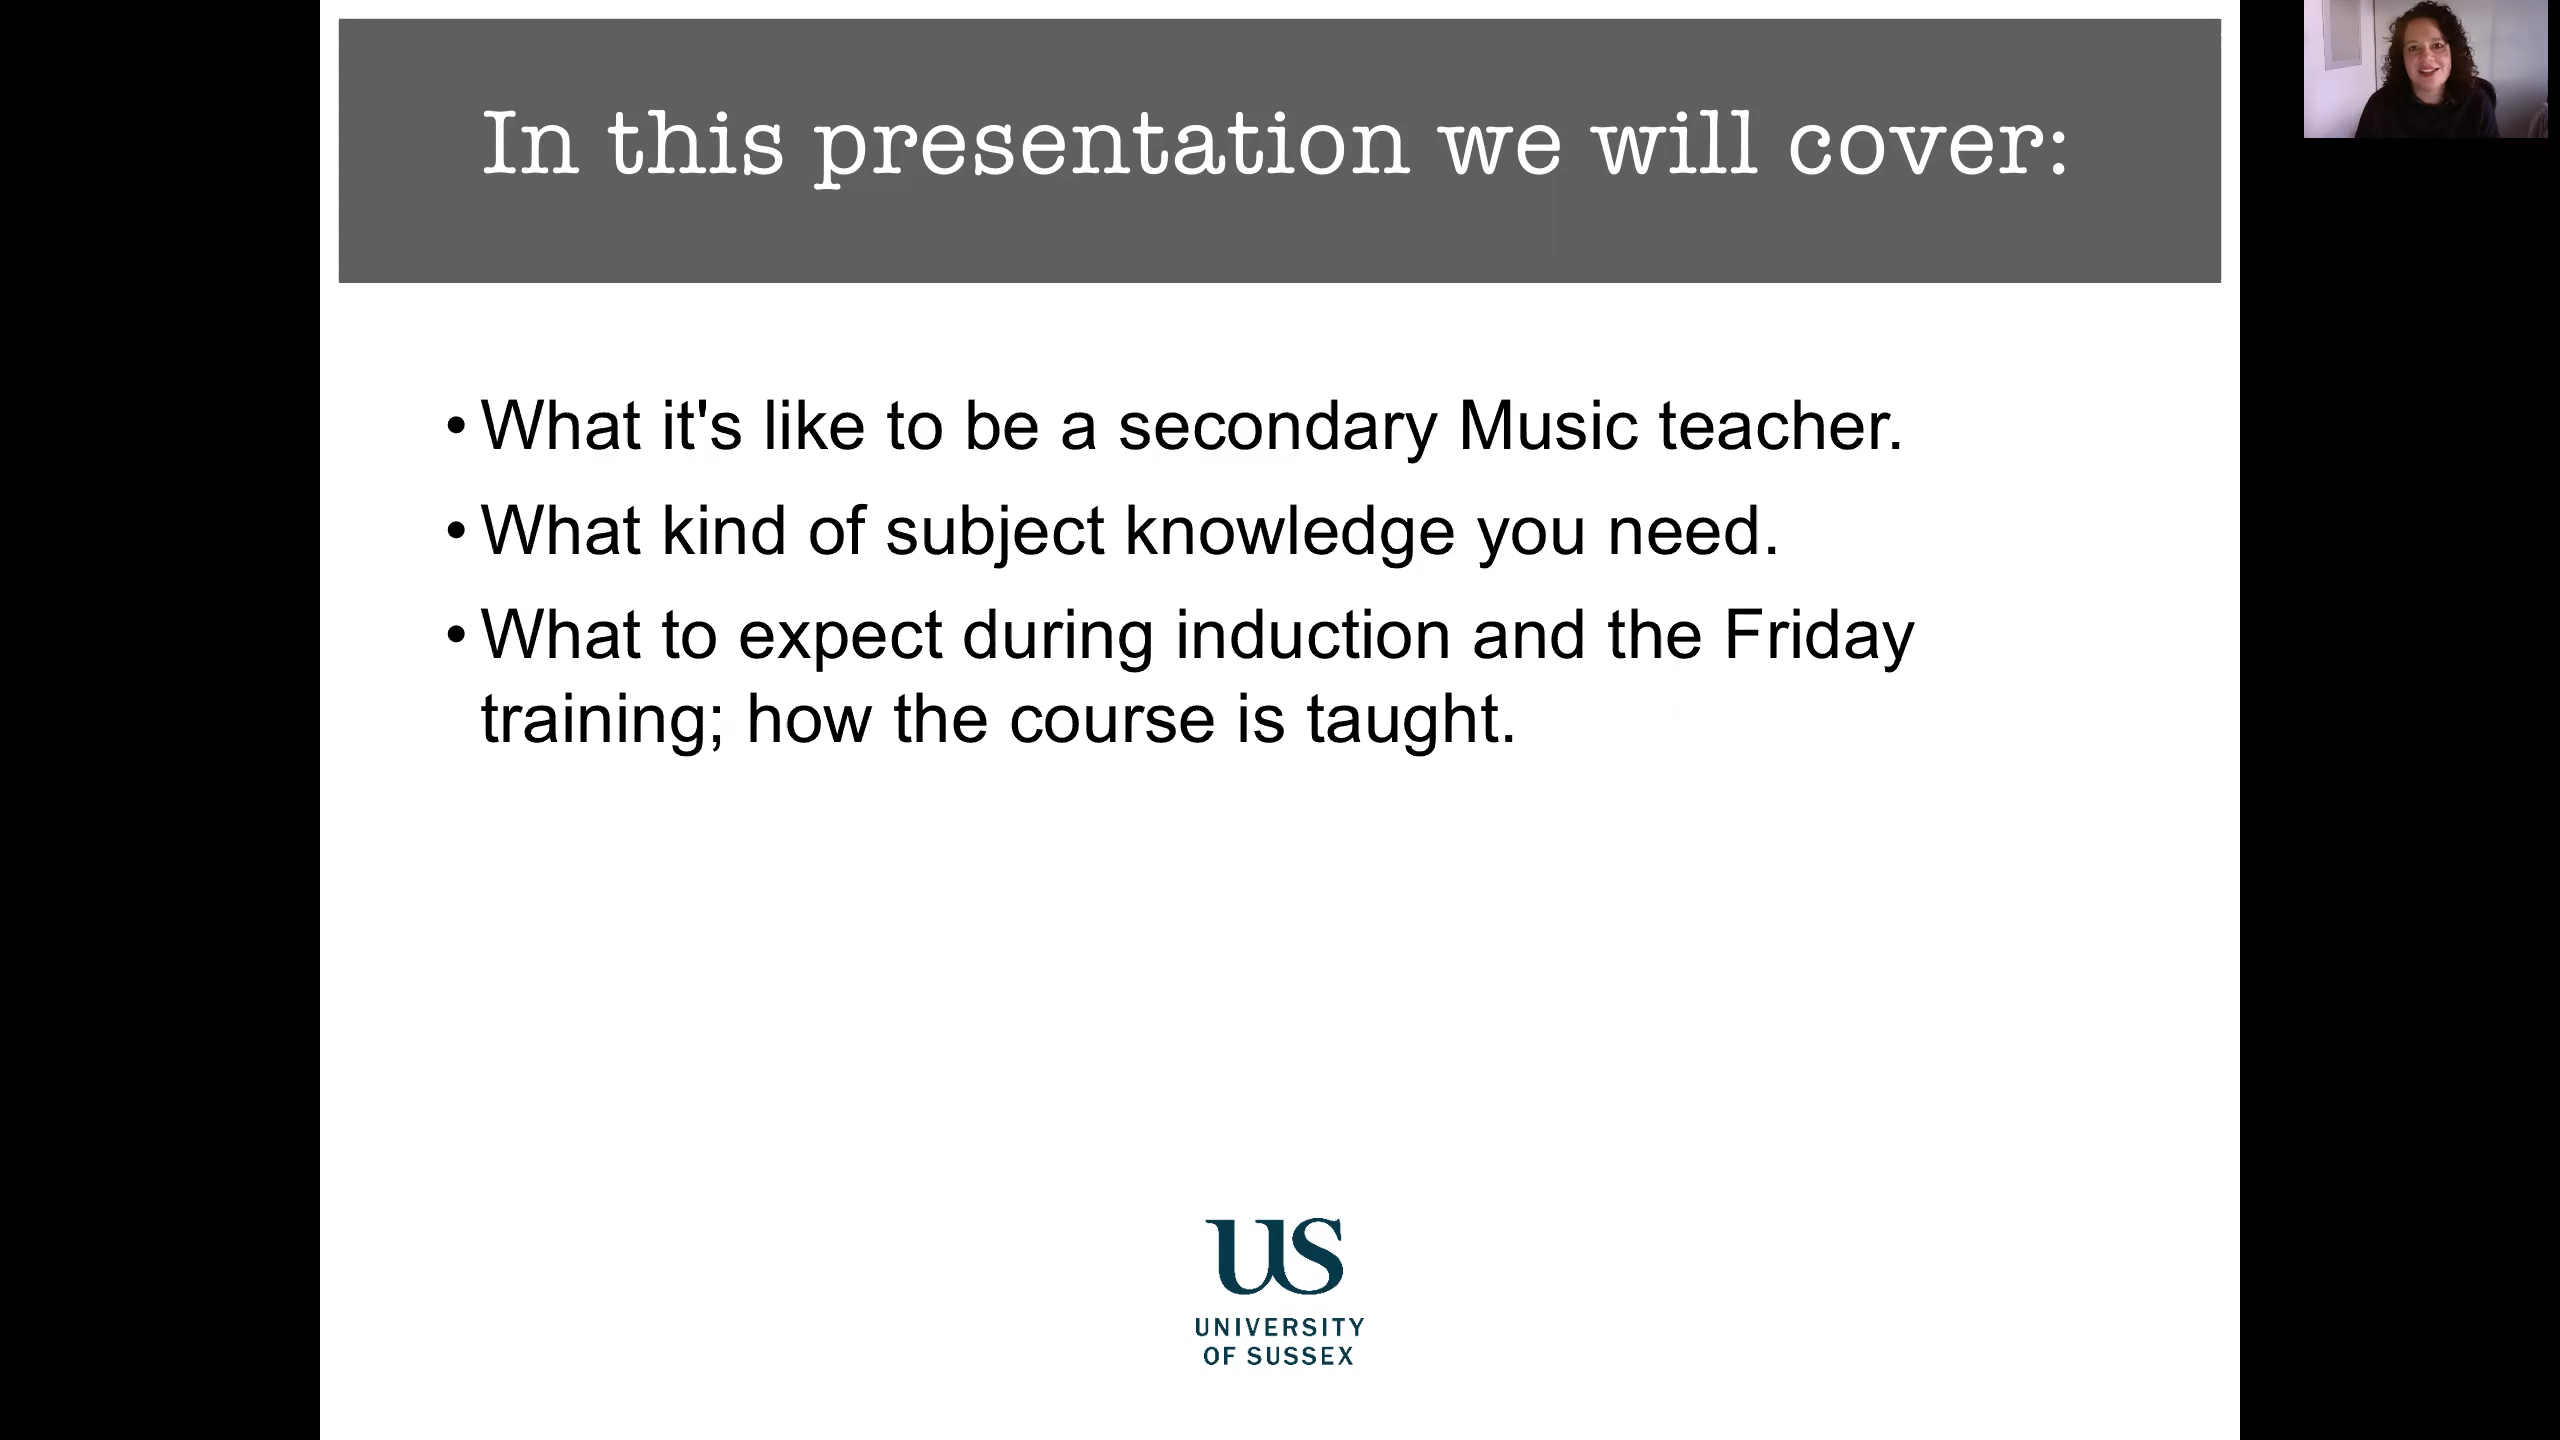 In this presentation we will cover:
• What it's like to be a secondary Music teacher.
• What kind of subject knowledge you need.
• What to expect during induction and the Friday
training; how the course is taught.
US
UNIVERSITY
OF SUSSEX